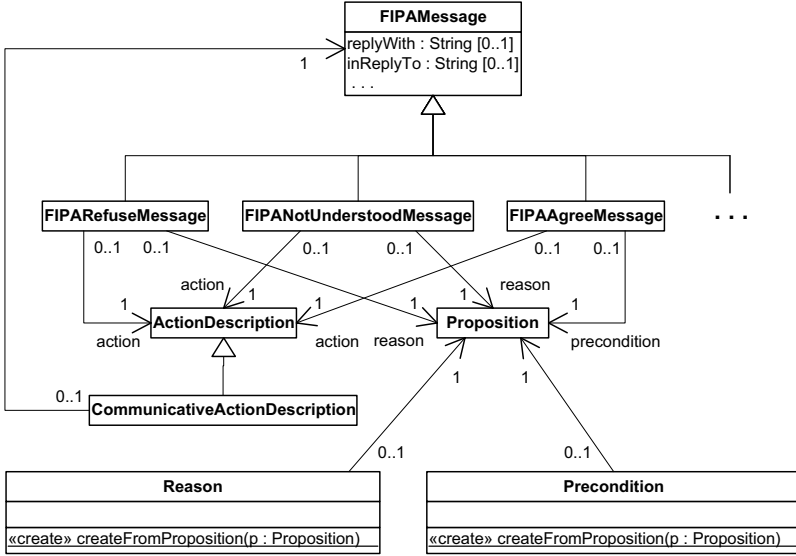 FIPAMessage
replyWith : String [0..1]
inReplyTo : String [0..1]
. . .
1
FIPARefuseMessage
FIPANotUnderstoodMessage
FIPAAgreeMessage
. . .
0..1 0..1 0..1 0..1 0..1 0..1
action reason
1 1 1 1 1 1
ActionDescription
Proposition
action action reason precondition
1 1
0..1
CommunicativeActionDescription
0..1 0..1
Reason
«create» createFromProposition(p : Proposition)
Precondition
«create» createFromProposition(p : Proposition)